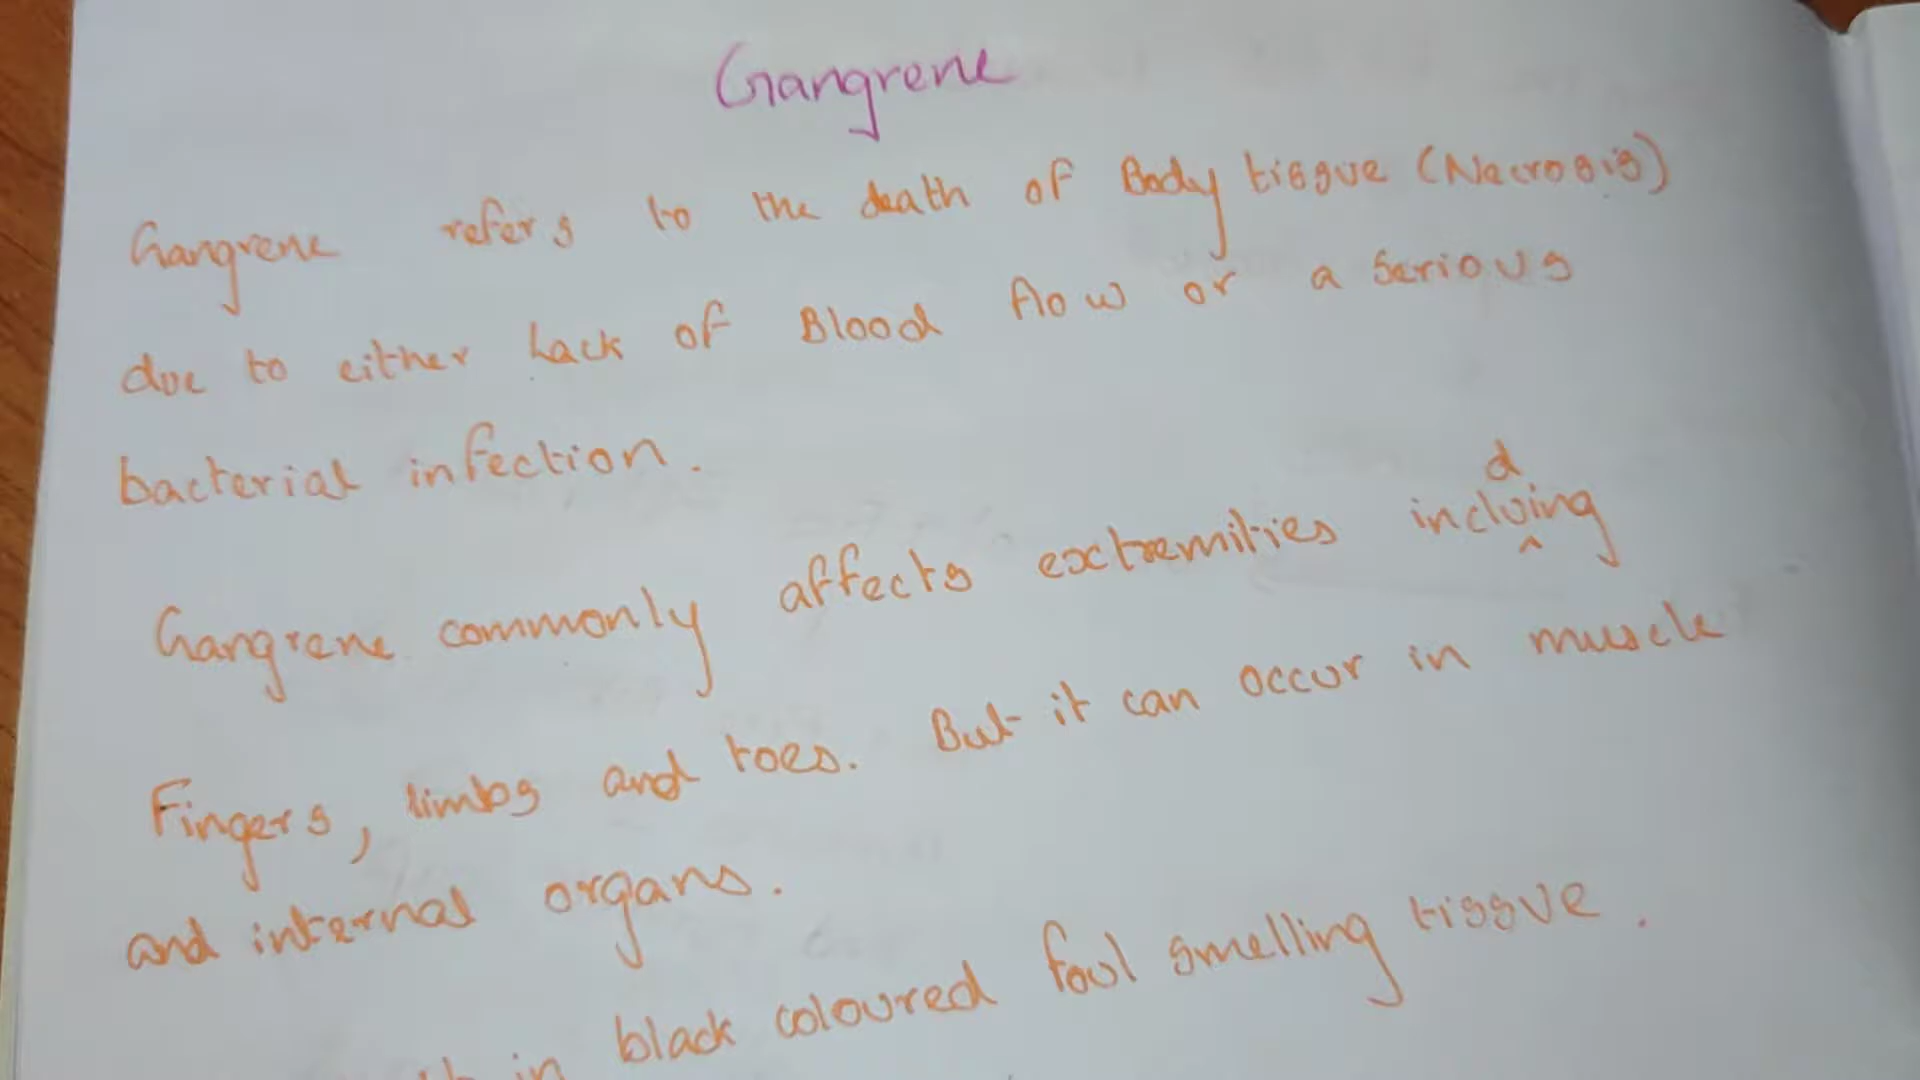 Gangrene
Gangrene refers to the death of Body tissue (Necrosis)
due to either Lack of Blood flow or a Serious
bacterial infection.
Gangrene commonly affects extremities including
Fingers, limbs and toes. But it can occur in muscle
and internal organs.
in black coloured foul smelling tissue.